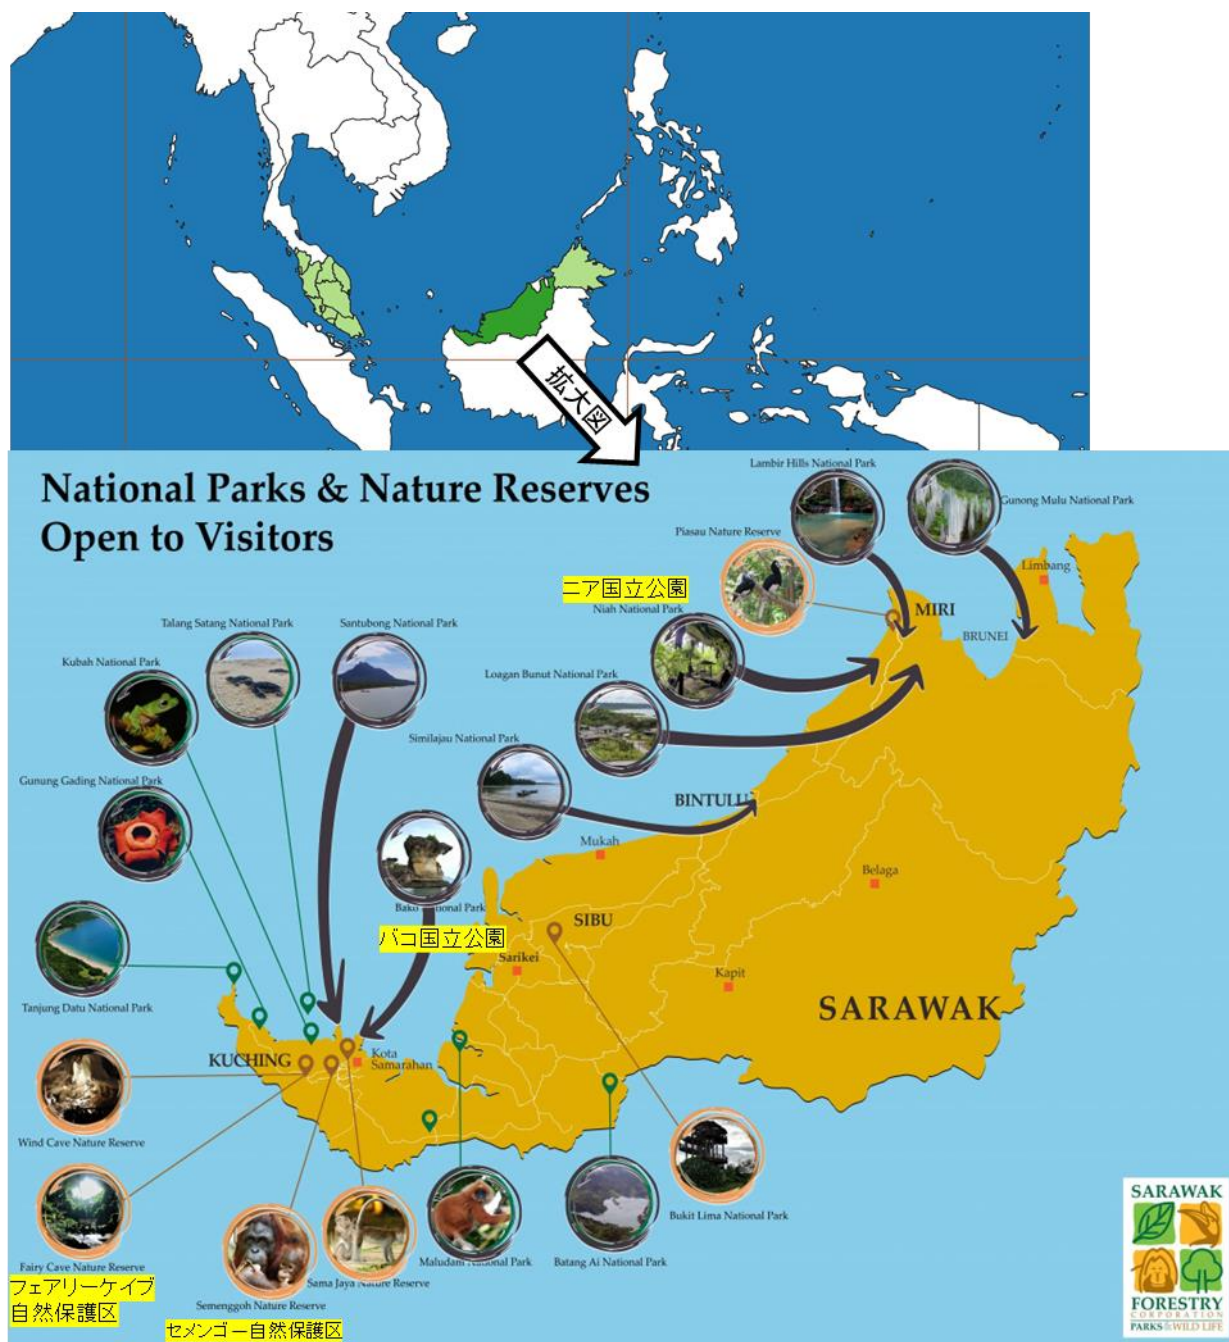 拡大図
National Parks & Nature Reserves
Open to Visitors
Lambir Hills National Park
Gunong Mulu National Park
Piasau Nature Reserve
Limbang
ニア国立公園
Niah National Park
MIRI
BRUNEI
Talang Satang National Park
Santubong National Park
Kubah National Park
Loagan Bunut National Park
Similajau National Park
Gunung Gading National Park
BINTULU
Mukah
Belaga
Bako National Park
バコ国立公園
SIBU
Sarikei
Kapit
SARAWAK
Tanjung Datu National Park
KUCHING
Kota
Samarahan
Wind Cave Nature Reserve
Bukit Lima National Park
Fairy Cave Nature Reserve
フェアリーケイブ
自然保護区
Semenggoh Nature Reserve
セメンゴー自然保護区
Sama Jaya Nature Reserve
Maludam National Park
Batang Ai National Park
SARAWAK
FORESTRY
CORPORATION
PARKS & WILD LIFE